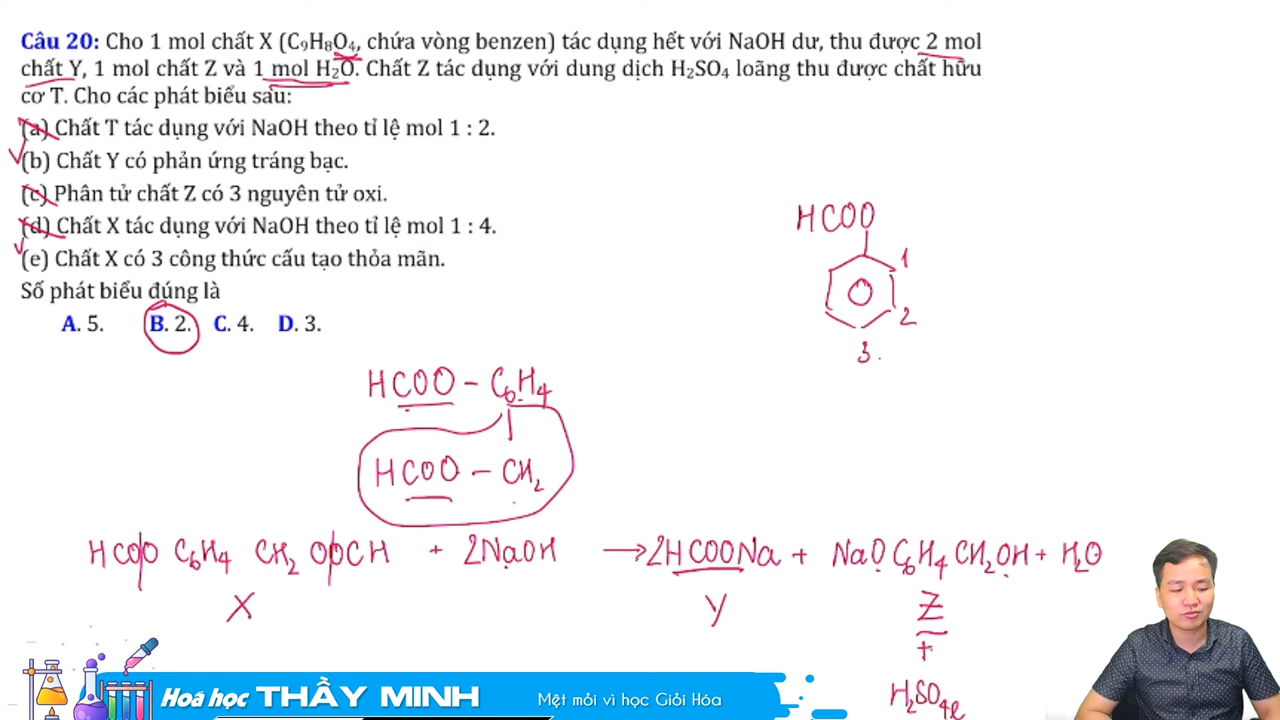 Câu 20: Cho 1 mol chất X (C₉H₈O₄, chứa vòng benzen) tác dụng hết với NaOH dư, thu được 2 mol
chất Y, 1 mol chất Z và 1 mol H₂O. Chất Z tác dụng với dung dịch H₂SO₄ loãng thu được chất hữu
cơ T. Cho các phát biểu sau:
(a) Chất T tác dụng với NaOH theo tỉ lệ mol 1 : 2.
(b) Chất Y có phản ứng tráng bạc.
(c) Phân tử chất Z có 3 nguyên tử oxi.
(d) Chất X tác dụng với NaOH theo tỉ lệ mol 1 : 4.
(e) Chất X có 3 công thức cấu tạo thỏa mãn.
Số phát biểu đúng là
A. 5. B. 2. C. 4. D. 3.
HCOO
1
2
3.
HCOO – C₆H₄
HCOO – CH₂
HCOO C₆H₄ CH₂ OOCH + 2NaOH → 2HCOONa + NaO C₆H₄ CH₂OH + H₂O
X Y Z
+
H₂SO₄ₗ
Hoá học THẦY MINH Mệt mỏi vì học Giỏi Hóa